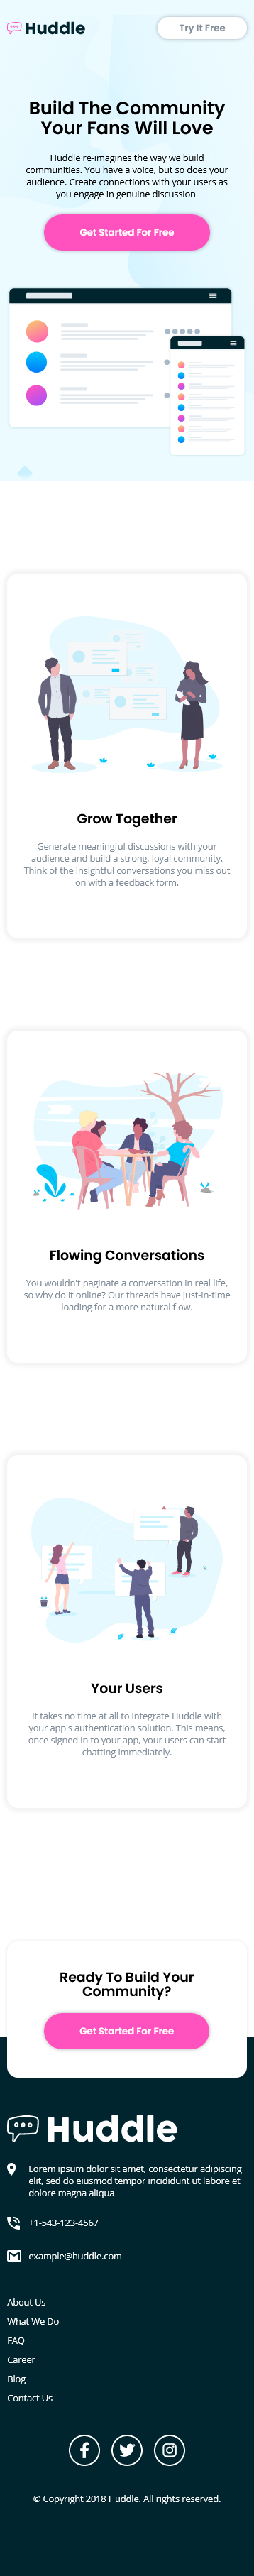 Huddle
Try It Free
Build The Community
Your Fans Will Love
Huddle re-imagines the way we build
communities. You have a voice, but so does your
audience. Create connections with your users as
you engage in genuine discussion.
Get Started For Free
Grow Together
Generate meaningful discussions with your
audience and build a strong, loyal community.
Think of the insightful conversations you miss out
on with a feedback form.
Flowing Conversations
You wouldn't paginate a conversation in real life,
so why do it online? Our threads have just-in-time
loading for a more natural flow.
Your Users
It takes no time at all to integrate Huddle with
your app's authentication solution. This means,
once signed in to your app, your users can start
chatting immediately.
Ready To Build Your
Community?
Get Started For Free
Huddle
Lorem ipsum dolor sit amet, consectetur adipiscing
elit, sed do eiusmod tempor incididunt ut labore et
dolore magna aliqua
+1-543-123-4567
example@huddle.com
About Us
What We Do
FAQ
Career
Blog
Contact Us
© Copyright 2018 Huddle. All rights reserved.